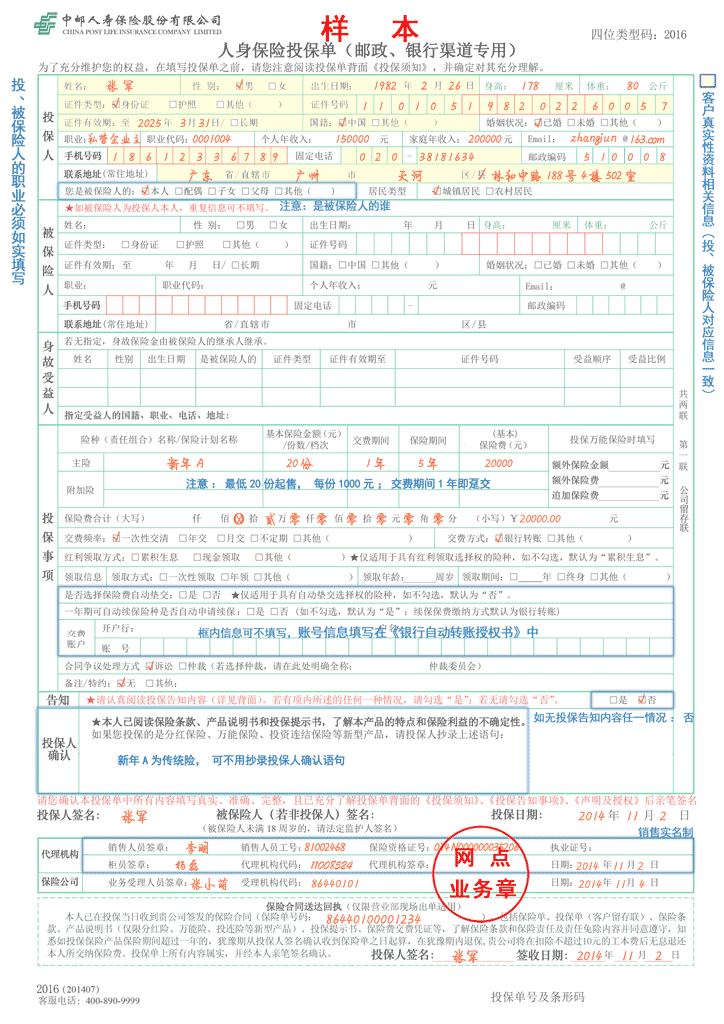 中邮人寿保险股份有限公司
CHINA POST LIFE INSURANCE COMPANY LIMITED
样 本
四位类型码：2016
人身保险投保单（邮政、银行渠道专用）
为了充分维护您的权益，在填写投保单之前，请您注意阅读投保单背面《投保须知》，并确定对其充分理解。
投、被保险人的职业必须如实填写
客户真实性资料相关信息（投、被保险人对应信息一致）
投保人
姓名： 张军 性 别：☑男 □女 出生日期： 1982 年 2 月 26 日 身高： 178 厘米 体重： 80 公斤
证件类型：☑身份证 □护照 □其他（ ） 证件号码 110105198202260057
证件有效期：至 2025 年 3 月 31 日/□长期 国籍：☑中国 □其他（ ） 婚姻状况：☑已婚 □未婚 □其他（ ）
职业：私营企业主 职业代码：0001004 个人年收入： 150000 元 家庭年收入：200000 元 Email： zhangjun @ 163.com
手机号码 18612336789 固定电话 020-38181634 邮政编码 510008
联系地址(常住地址) 广东 省/直辖市 广州 市 天河 区/县 林和中路 188 号 4 楼 502 室
您是被保险人的：☑本人 □配偶 □子女 □父母 □其他（ ） 居民类型 ☑城镇居民 □农村居民
被保险人
★如被保险人为投保人本人，重复信息可不填写。 注意：是被保险人的谁
姓名： 性 别：□男 □女 出生日期： 年 月 日 身高： 厘米 体重： 公斤
证件类型：□身份证 □护照 □其他（ ） 证件号码
证件有效期：至 年 月 日/□长期 国籍：□中国 □其他（ ） 婚姻状况：□已婚 □未婚 □其他（ ）
职业： 职业代码： 个人年收入： 元 Email： @
手机号码 固定电话 - 邮政编码
联系地址(常住地址) 省/直辖市 市 区/县
身故受益人
若无指定，身故保险金由被保险人的继承人继承。
姓名 性别 出生日期 是被保险人的 证件类型 证件有效期至 证件号码 受益顺序 受益比例
指定受益人的国籍、职业、电话、地址：
共两联 第一联 公司留存联
投保事项
险种（责任组合）名称/保险计划名称 基本保险金额(元)/份数/档次 交费期间 保险期间 (基本)保险费(元) 投保万能保险时填写
主险 新年 A 20份 1年 5年 20000 额外保险金额 元
附加险 注意 ： 最低 20 份起售， 每份 1000 元 ； 交费期间 1 年即趸交 额外保险费 元
追加保险费 元
保险费合计（大写） 仟 佰 ⊗ 拾 贰 万 零 仟 零 佰 零 拾 零 元 零 角 零 分 （小写）￥20000.00 元
交费频率：☑一次性交清 □年交 □月交 □不定期 □其他（ ） 交费方式：☑银行转账 □其他（ ）
红利领取方式：□累积生息 □现金领取 □其他（ ）★仅适用于具有红利领取选择权的险种，如不勾选，默认为“累积生息”。
领取信息 领取方式：□一次性领取 □年领 □其他（ ） 领取年龄： 周岁 领取期间：□ 年 □终身 □其他（ ）
是否选择保险费自动垫交：□是 □否 ★仅适用于具有自动垫交选择权的险种，如不勾选，默认为“否”。
一年期可自动续保险种是否自动申请续保：□是 □否（如不勾选，默认为“是”；续保保费缴纳方式默认为银行转账）
交费账户 开户行： 框内信息可不填写，账号信息填写在《银行自动转账授权书》中
账 号
合同争议处理方式 ☑诉讼 □仲裁（若选择仲裁，请在此处明确全称： 仲裁委员会）
备注/特约：☑无 □其他：
告知 ★请认真阅读投保告知内容（详见背面）。若有项内所述的任何一种情况，请勾选“是”；若无请勾选“否”。 □是 ☑否
投保人确认
★本人已阅读保险条款、产品说明书和投保提示书，了解本产品的特点和保险利益的不确定性。 如无投保告知内容任一情况 ： 否
如果您投保的是分红保险、万能保险、投资连结保险等新型产品，请投保人抄录上述语句：
新年 A 为传统险， 可不用抄录投保人确认语句
请您确认本投保单中所有内容填写真实、准确、完整，且已充分了解投保单背面的《投保须知》、《投保告知事项》、《声明及授权》后亲笔签名
投保人签名： 张军 被保险人（若非投保人）签名： 投保日期： 2014 年 11 月 2 日
（被保险人未满 18 周岁的，请法定监护人签名）
销售实名制
代理机构 销售人员签章： 李明 销售人员工号：81002468 保险资格证号： 执业证号：
柜员签章： 杨磊 代理机构代码：11008524 代理机构签章： 日期：2014 年 11 月 2 日
保险公司 业务受理人员签章：张小萌 受理机构代码： 86440101 日期：2014年 11 月 4 日
网 点
业务章
保险合同送达回执（仅限营业部现场出单适用）
本人已在投保当日收到贵公司签发的保险合同（保险单号码： 86440100001234 ），包括保险单、投保单（客户留存联）、保险条
款、产品说明书（仅限分红险、万能险、投连险等新型产品）、投保提示书、保险费交费凭证等，了解保险条款和保险责任及责任免除内容并同意遵守，知
悉如投保保险产品保险期间超过一年的，犹豫期从投保人签名确认收到保险单之日起算，在犹豫期内退保，贵公司将在扣除不超过10元的工本费后无息退还
本人所交纳保险费。投保单上所有内容属实，并经本人亲笔签名确认。 投保人签名： 张军 签收日期： 2014 年 11 月 2 日
2016 (201407)
客服电话：400-890-9999
投保单号及条形码